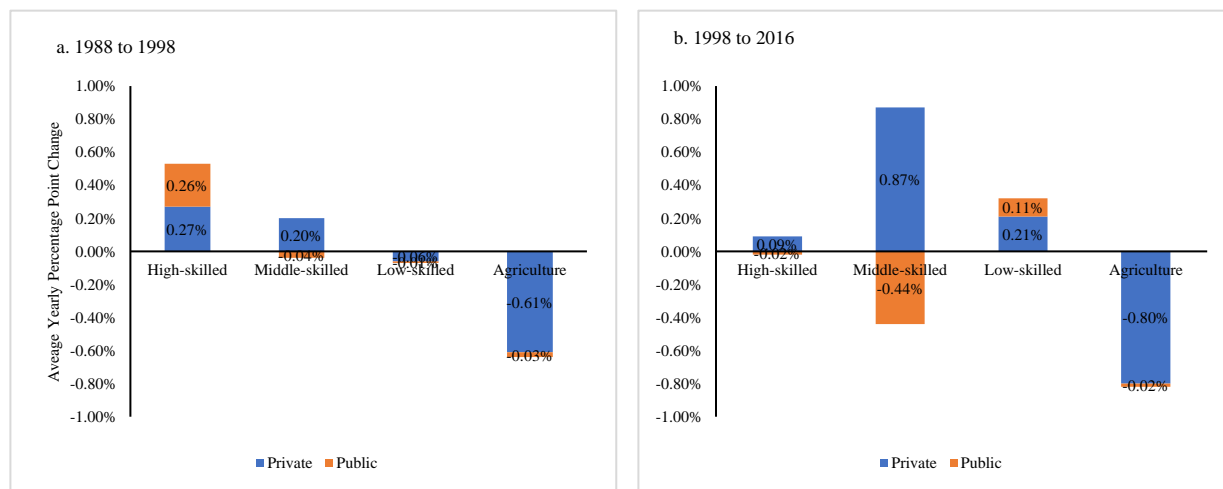 a. 1988 to 1998
Aveage Yearly Percentage Point Change
1.00%
0.80%
0.60%
0.40%
0.20%
0.00%
-0.20%
-0.40%
-0.60%
-0.80%
-1.00%
0.26%
0.27%
0.20%
-0.04%
-0.06%
-0.01%
-0.61%
-0.03%
High-skilled
Middle-skilled
Low-skilled
Agriculture
Private
Public
b. 1998 to 2016
1.00%
0.80%
0.60%
0.40%
0.20%
0.00%
-0.20%
-0.40%
-0.60%
-0.80%
-1.00%
0.09%
-0.02%
0.87%
-0.44%
0.11%
0.21%
-0.80%
-0.02%
High-skilled
Middle-skilled
Low-skilled
Agriculture
Private
Public